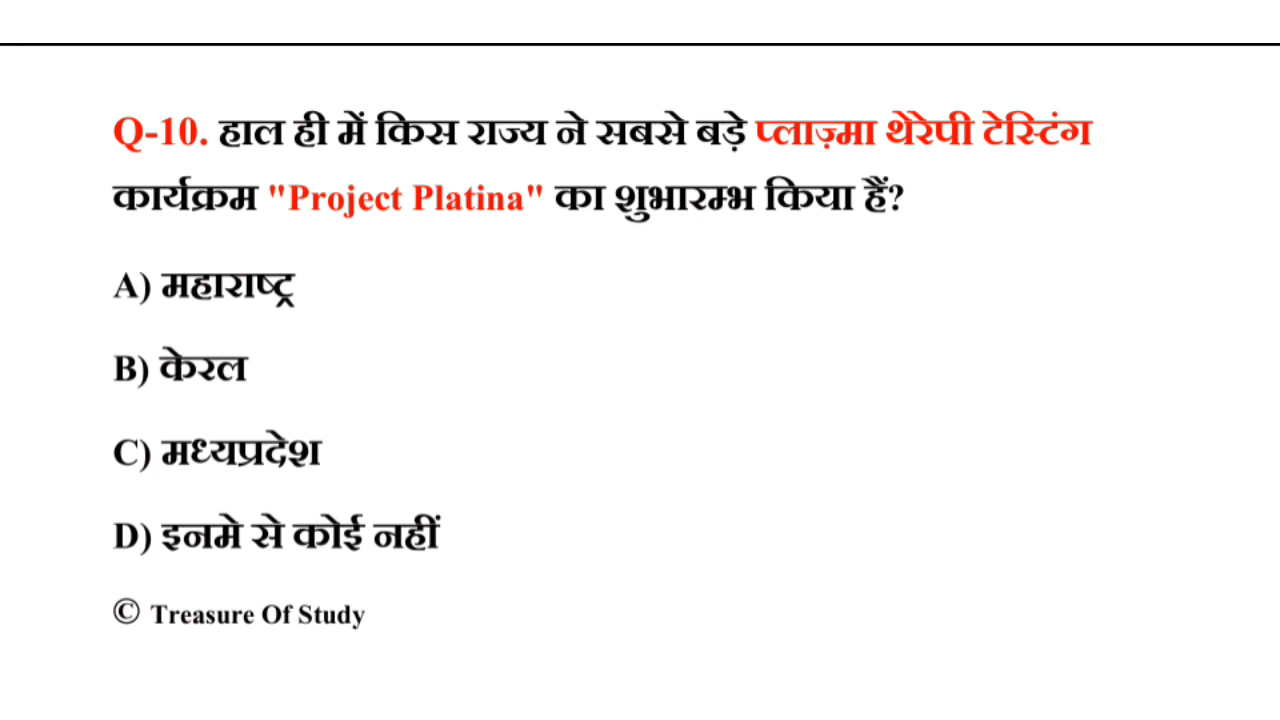 Q-10. हाल ही में किस राज्य ने सबसे बड़े प्लाज़्मा थेरेपी टेस्टिंग
कार्यक्रम "Project Platina" का शुभारम्भ किया हैं?
A) महाराष्ट्र
B) केरल
C) मध्यप्रदेश
D) इनमे से कोई नहीं
© Treasure Of Study